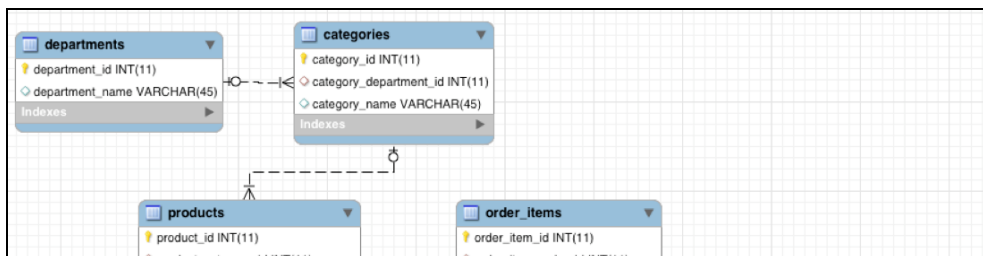 departments
department_id INT(11)
department_name VARCHAR(45)
Indexes
categories
category_id INT(11)
category_department_id INT(11)
category_name VARCHAR(45)
Indexes
products
product_id INT(11)
order_items
order_item_id INT(11)